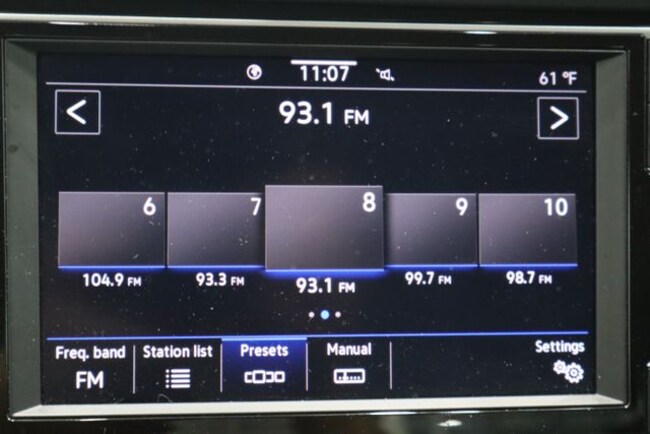 11:07
61 °F
< 93.1 FM >
6 7 8 9 10
104.9 FM 93.3 FM 93.1 FM 99.7 FM 98.7 FM
Freq. band Station list Presets Manual Settings
FM